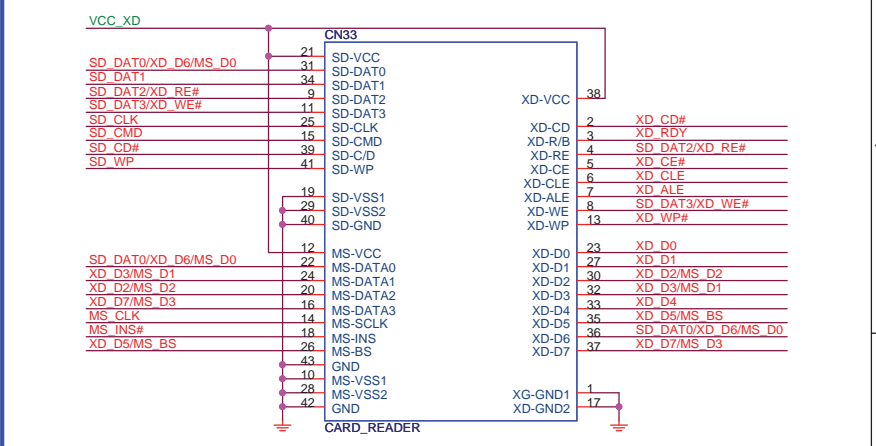 VCC_XD
CN33
21 SD-VCC
SD_DAT0/XD_D6/MS_D0 31 SD-DAT0
SD_DAT1 34 SD-DAT1
SD_DAT2/XD_RE# 9 SD-DAT2
SD_DAT3/XD_WE# 11 SD-DAT3
SD_CLK 25 SD-CLK
SD_CMD 15 SD-CMD
SD_CD# 39 SD-C/D
SD_WP 41 SD-WP
19 SD-VSS1
29 SD-VSS2
40 SD-GND
12 MS-VCC
SD_DAT0/XD_D6/MS_D0 22 MS-DATA0
XD_D3/MS_D1 24 MS-DATA1
XD_D2/MS_D2 20 MS-DATA2
XD_D7/MS_D3 16 MS-DATA3
MS_CLK 14 MS-SCLK
MS_INS# 18 MS-INS
XD_D5/MS_BS 26 MS-BS
43 GND
10 MS-VSS1
28 MS-VSS2
42 GND
XD-VCC 38
XD-CD 2 XD_CD#
XD-R/B 3 XD_RDY
XD-RE 4 SD_DAT2/XD_RE#
XD-CE 5 XD_CE#
XD-CLE 6 XD_CLE
XD-ALE 7 XD_ALE
XD-WE 8 SD_DAT3/XD_WE#
XD-WP 13 XD_WP#
XD-D0 23 XD_D0
XD-D1 27 XD_D1
XD-D2 30 XD_D2/MS_D2
XD-D3 32 XD_D3/MS_D1
XD-D4 33 XD_D4
XD-D5 35 XD_D5/MS_BS
XD-D6 36 SD_DAT0/XD_D6/MS_D0
XD-D7 37 XD_D7/MS_D3
XG-GND1 1
XD-GND2 17
CARD_READER